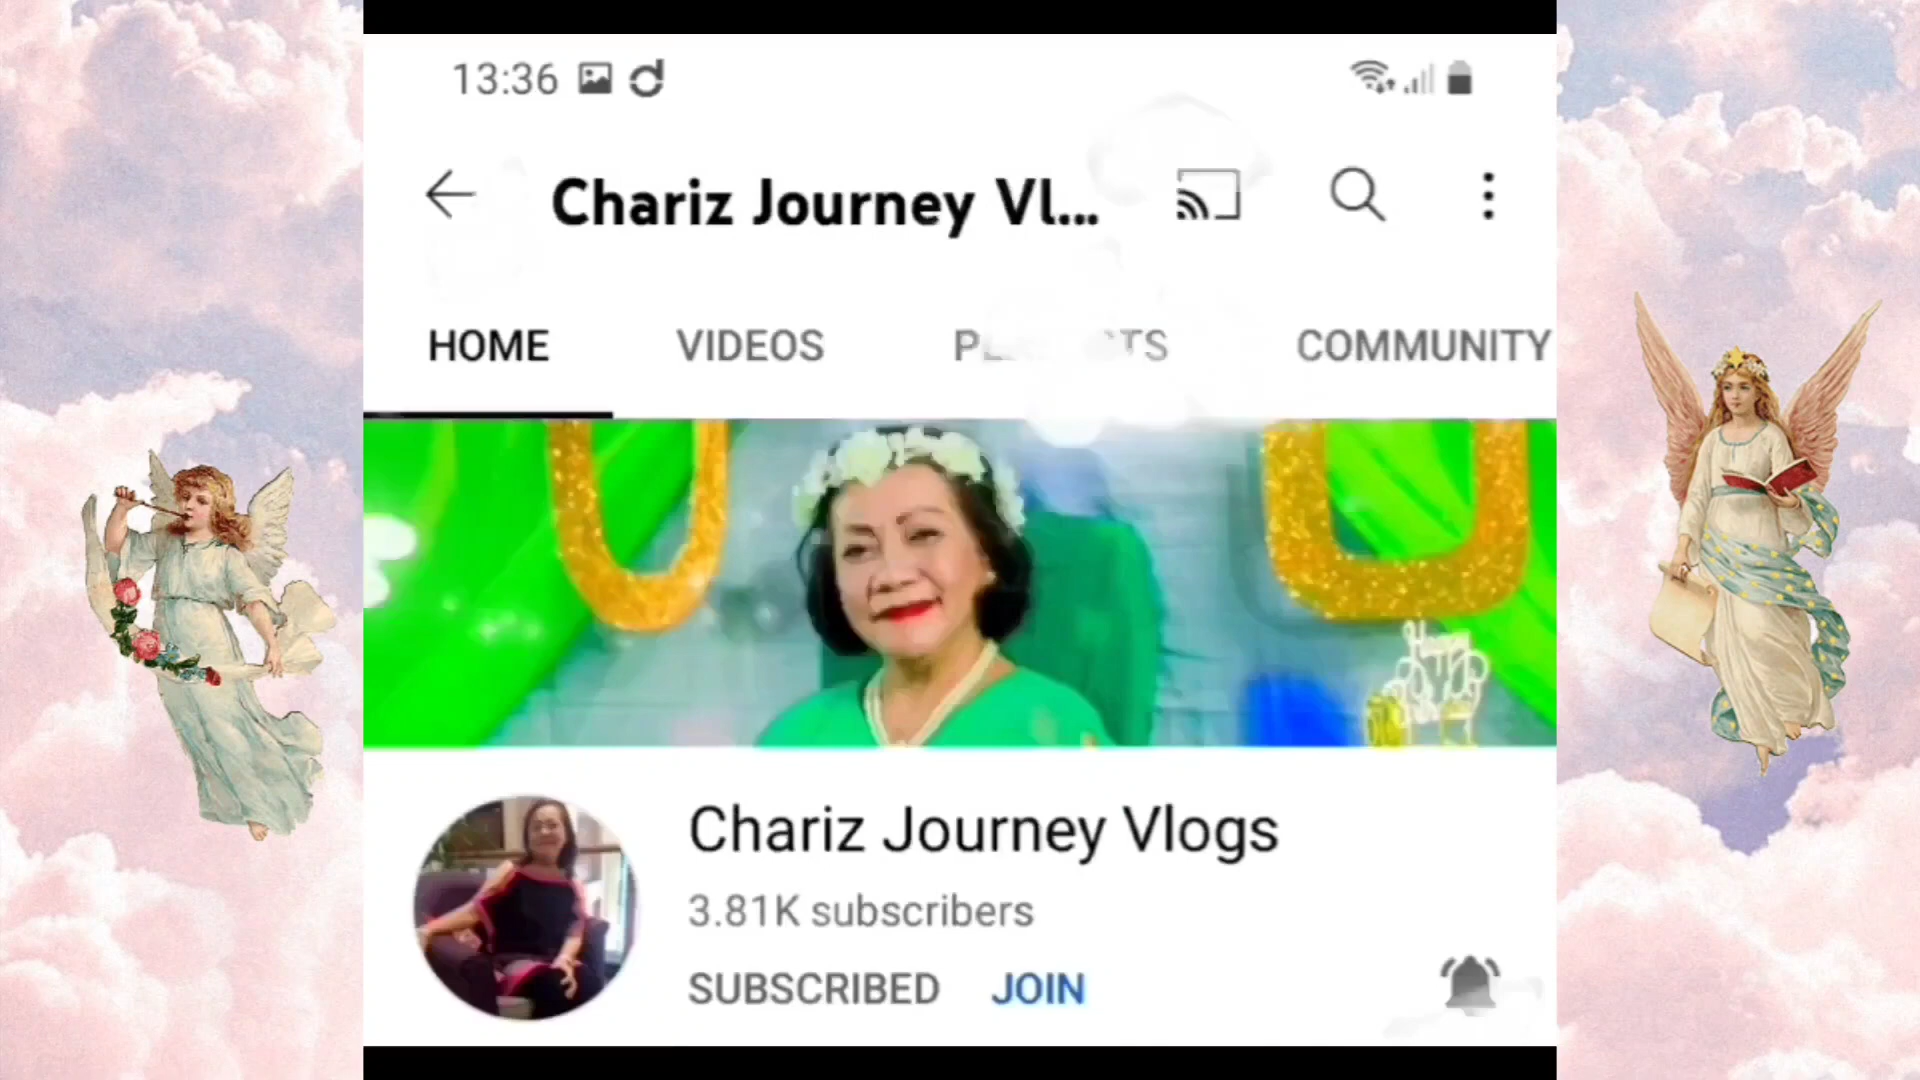 13:36
Chariz Journey Vl...
HOME VIDEOS COMMUNITY
Chariz Journey Vlogs
3.81K subscribers
SUBSCRIBED JOIN